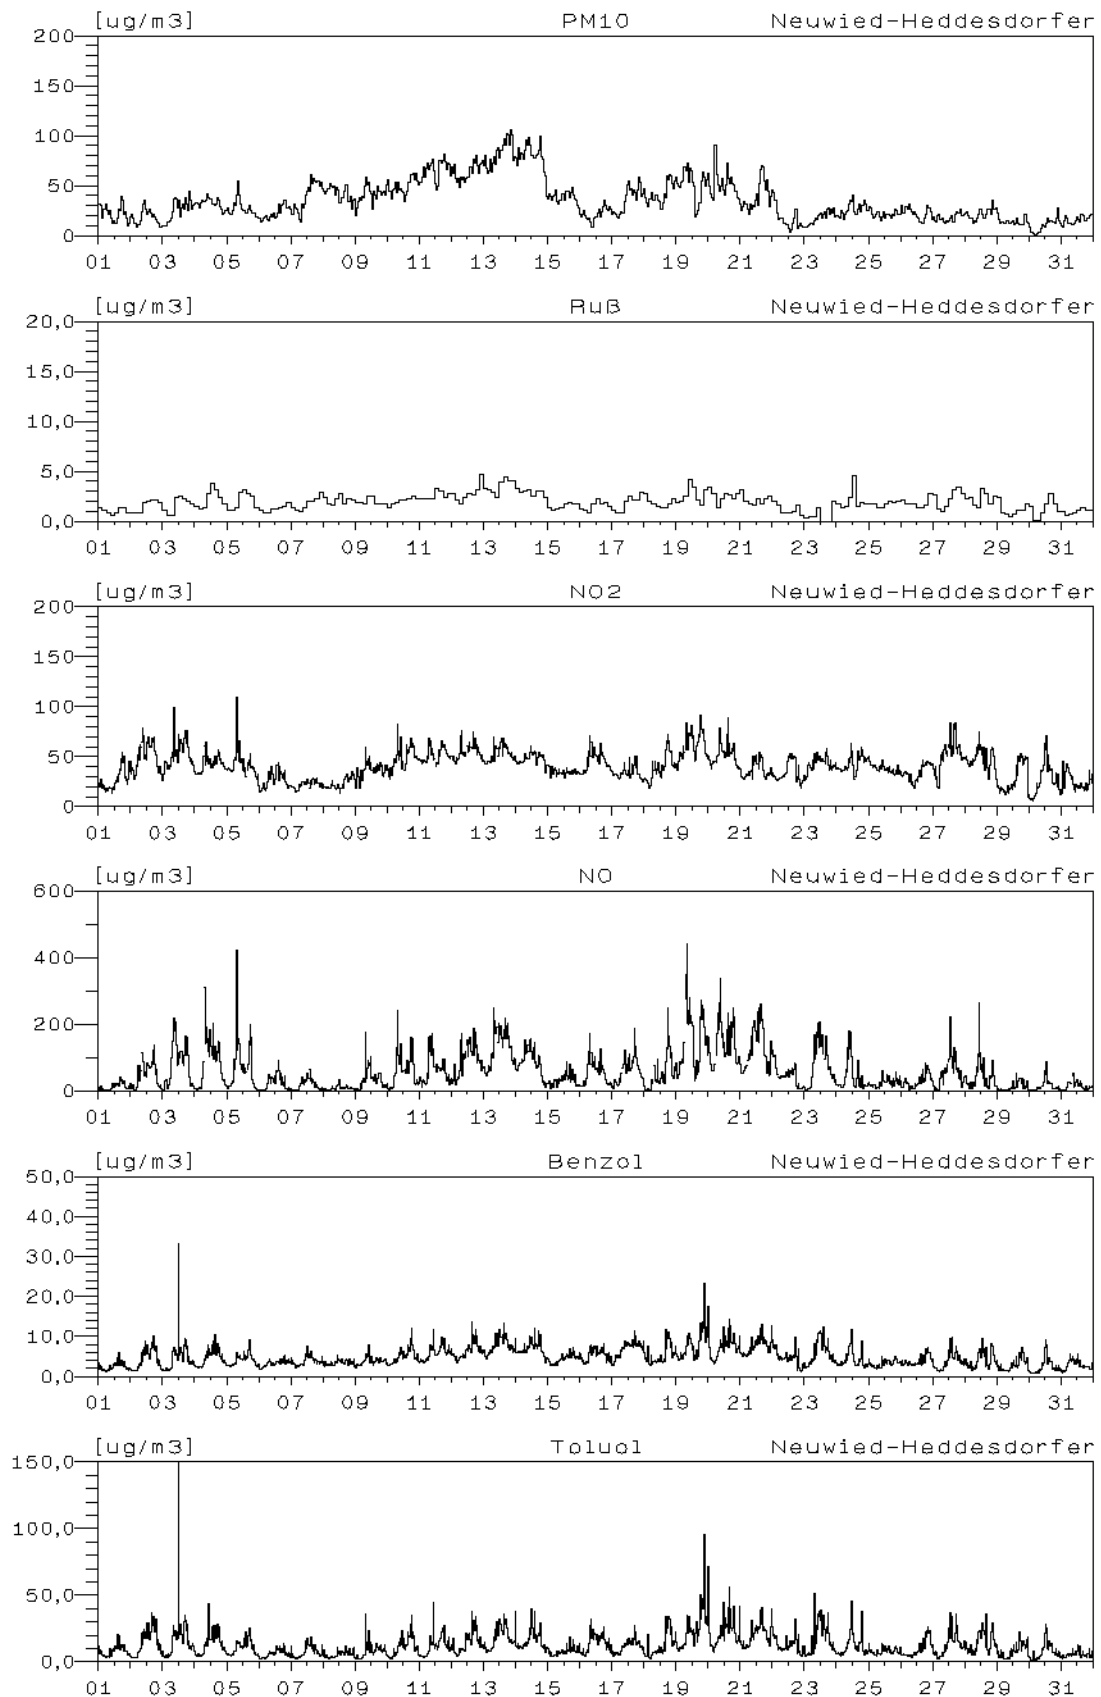 [ug/m3] PM10 Neuwied-Heddesdorfer
200
150
100
50
0
01 03 05 07 09 11 13 15 17 19 21 23 25 27 29 31
[ug/m3] Ruß Neuwied-Heddesdorfer
20,0
15,0
10,0
5,0
0,0
01 03 05 07 09 11 13 15 17 19 21 23 25 27 29 31
[ug/m3] NO2 Neuwied-Heddesdorfer
200
150
100
50
0
01 03 05 07 09 11 13 15 17 19 21 23 25 27 29 31
[ug/m3] NO Neuwied-Heddesdorfer
600
400
200
0
01 03 05 07 09 11 13 15 17 19 21 23 25 27 29 31
[ug/m3] Benzol Neuwied-Heddesdorfer
50,0
40,0
30,0
20,0
10,0
0,0
01 03 05 07 09 11 13 15 17 19 21 23 25 27 29 31
[ug/m3] Toluol Neuwied-Heddesdorfer
150,0
100,0
50,0
0,0
01 03 05 07 09 11 13 15 17 19 21 23 25 27 29 31